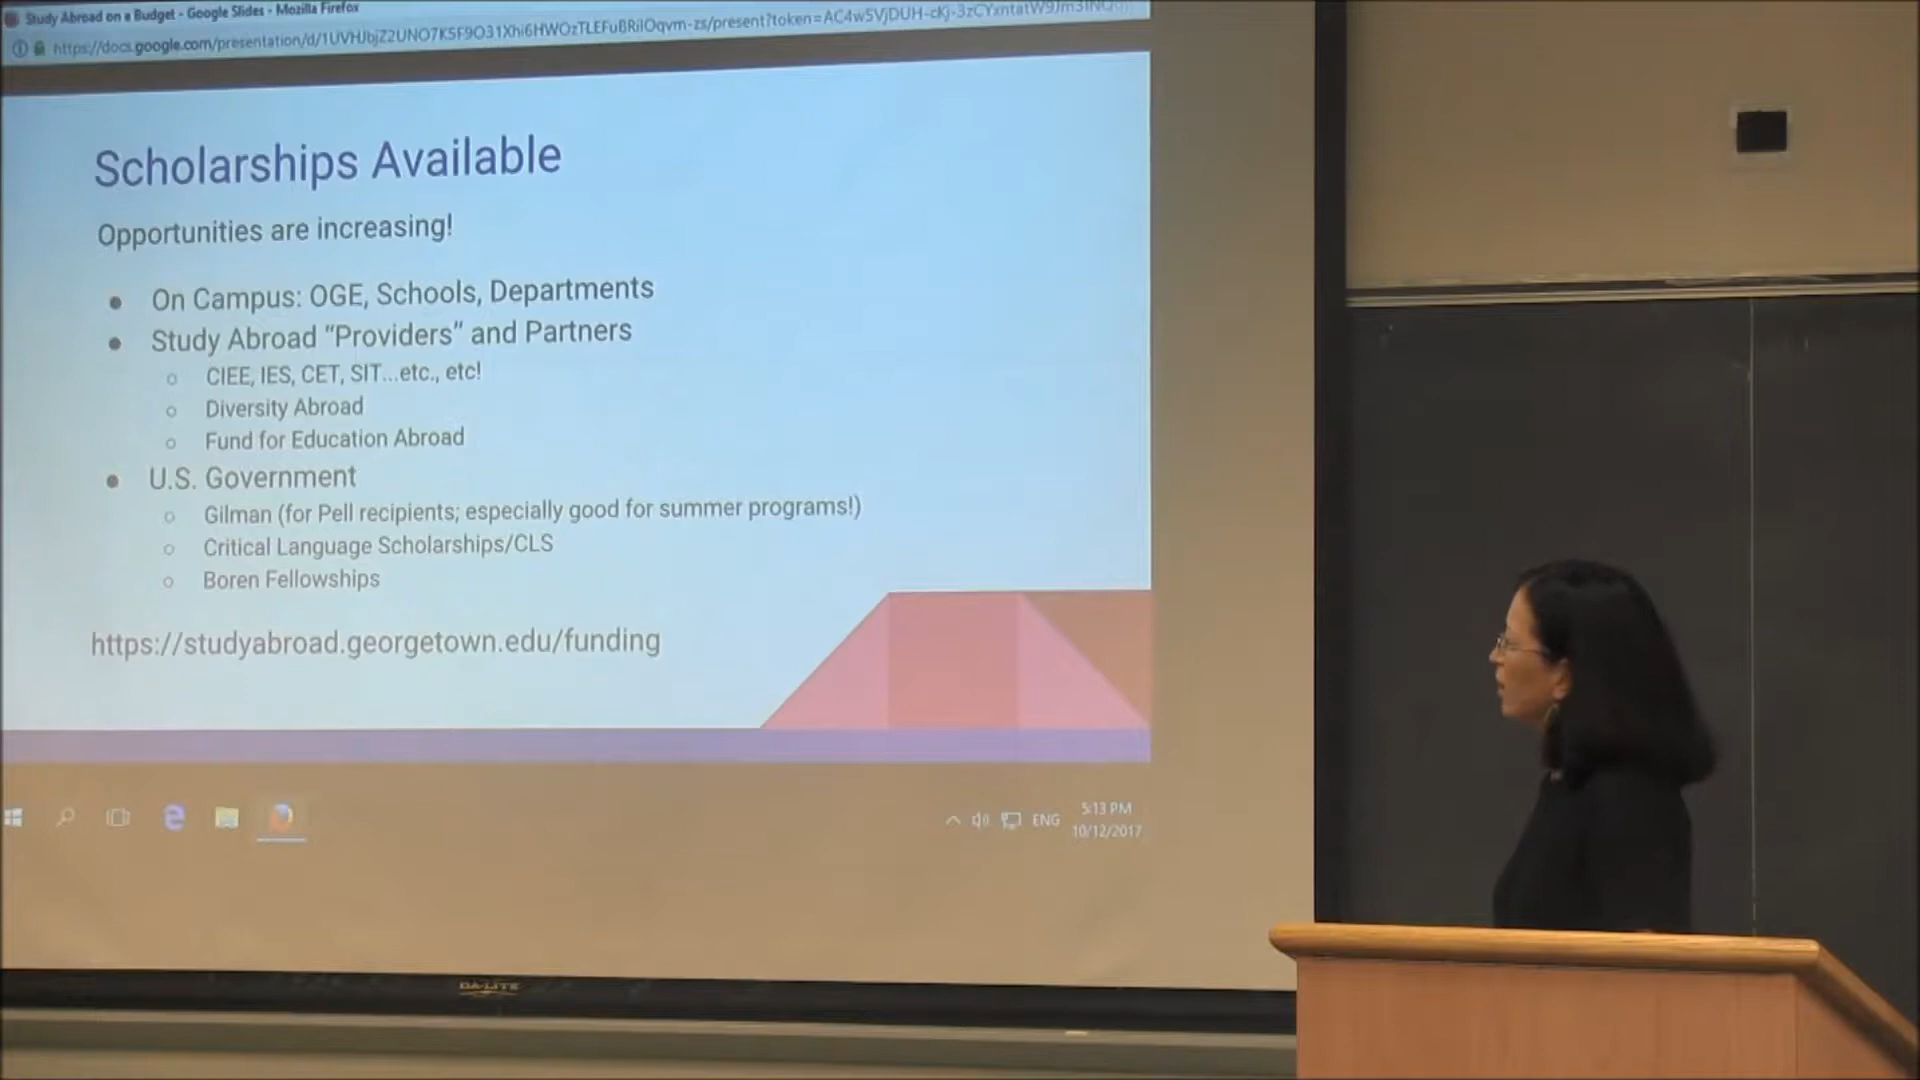 Study Abroad on a Budget - Google Slides - Mozilla Firefox
Scholarships Available
Opportunities are increasing!
● On Campus: OGE, Schools, Departments
● Study Abroad “Providers” and Partners
○ CIEE, IES, CET, SIT...etc., etc!
○ Diversity Abroad
○ Fund for Education Abroad
● U.S. Government
○ Gilman (for Pell recipients; especially good for summer programs!)
○ Critical Language Scholarships/CLS
○ Boren Fellowships
https://studyabroad.georgetown.edu/funding
ENG
5:13 PM
10/12/2017
DA-LITE